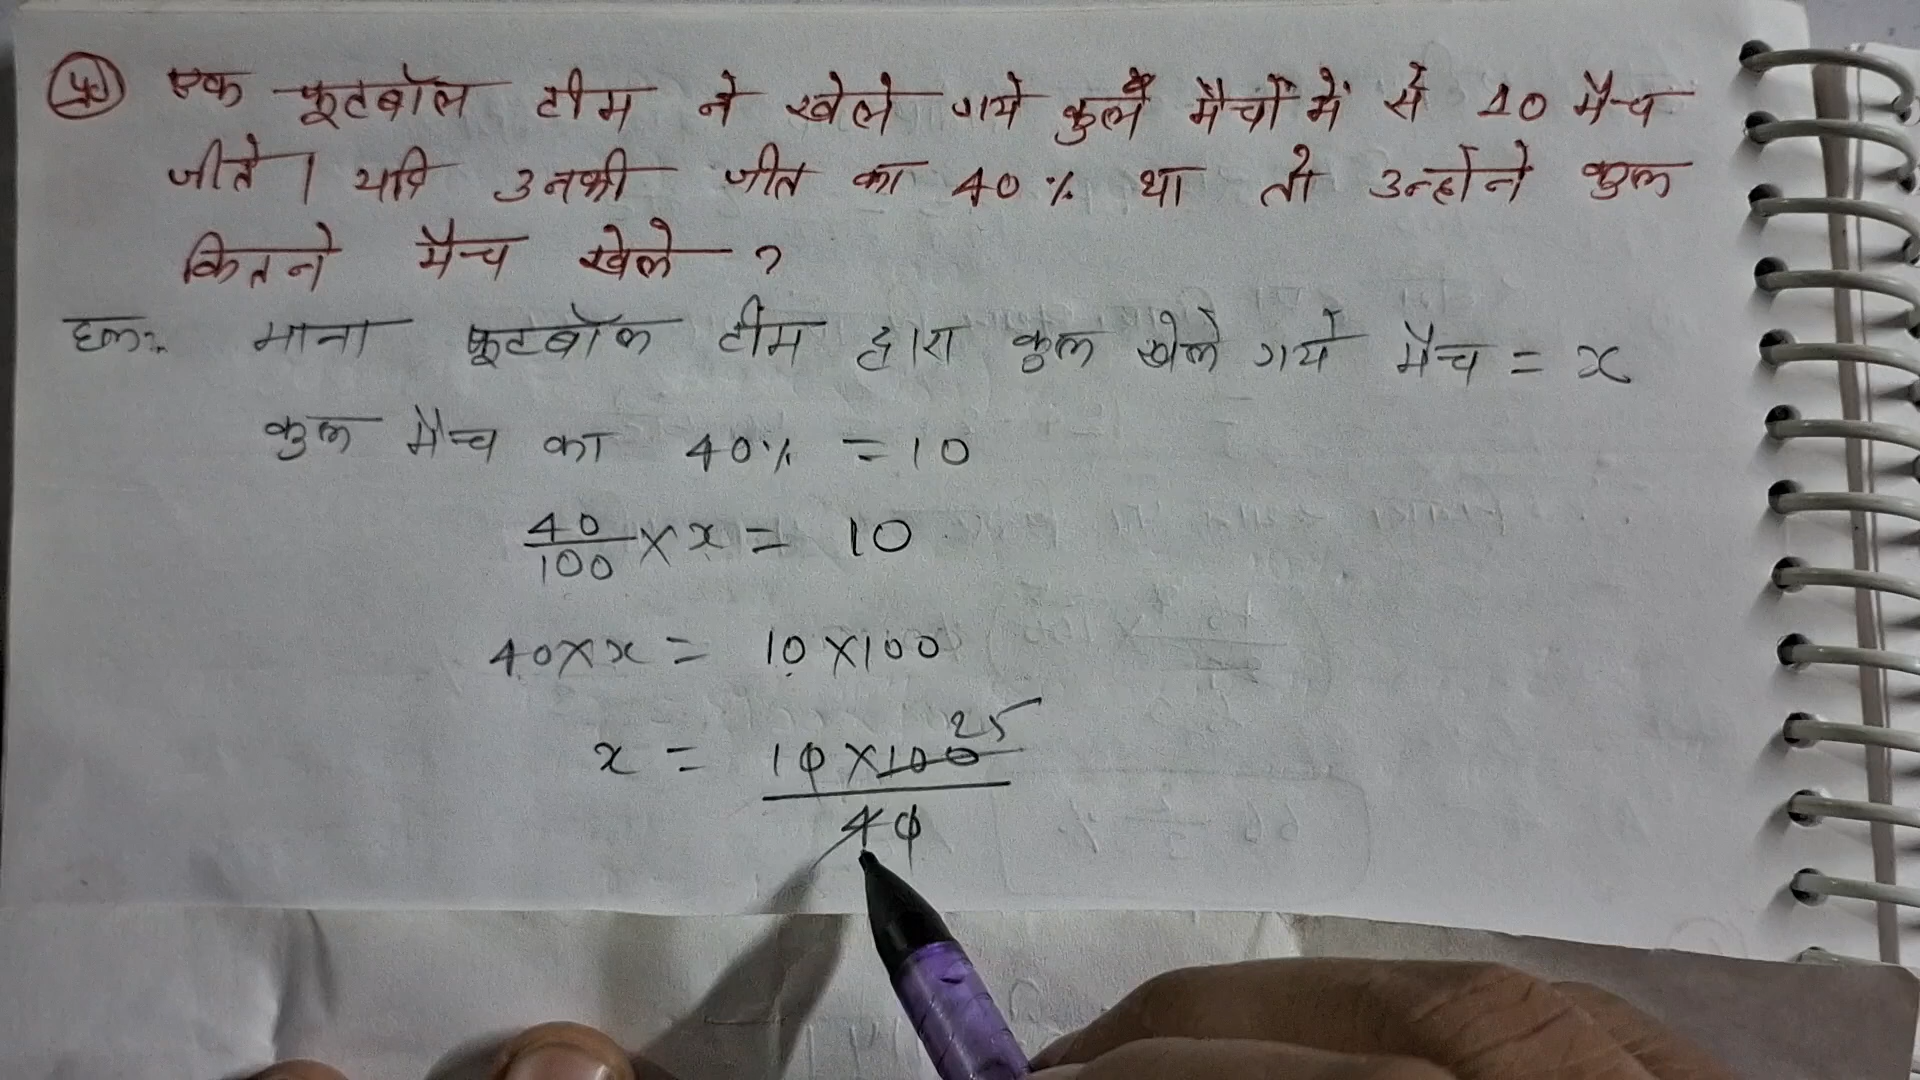 (4) एक फूटबॉल टीम ने खेले गये कुल मैचों में से 10 मैच
जीते। यदि उनकी जीत का 40% था तो उन्होंने कुल
कितने मैच खेले ?
हल:- माना फूटबॉल टीम द्वारा कुल खेले गये मैच = x
कुल मैच का 40% = 10
40/100 × x = 10
40 × x = 10 × 100
25
x = 10 × 100
40